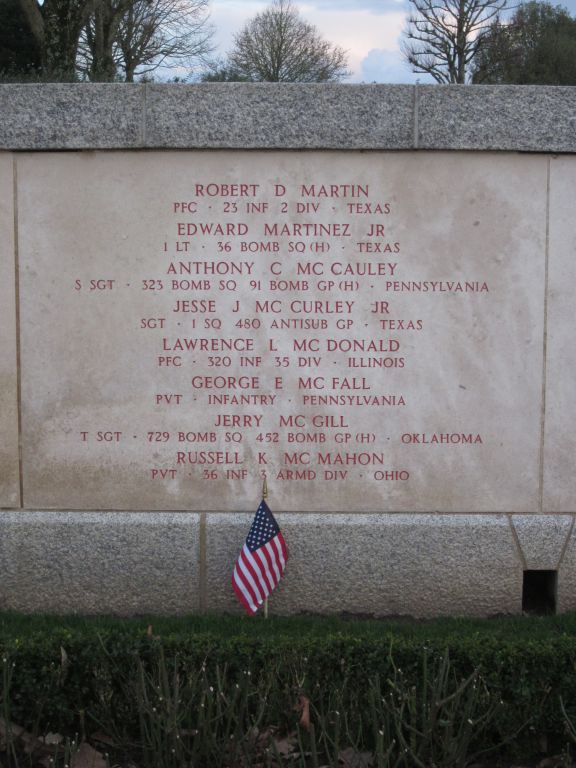 ROBERT D MARTIN
PFC · 23 INF 2 DIV · TEXAS
EDWARD MARTINEZ JR
1 LT · 36 BOMB SQ (H) · TEXAS
ANTHONY C MC CAULEY
S SGT · 323 BOMB SQ 91 BOMB GP (H) · PENNSYLVANIA
JESSE J MC CURLEY JR
SGT · 1 SQ 480 ANTISUB GP · TEXAS
LAWRENCE L MC DONALD
PFC · 320 INF 35 DIV · ILLINOIS
GEORGE E MC FALL
PVT · INFANTRY · PENNSYLVANIA
JERRY MC GILL
T SGT · 729 BOMB SQ 452 BOMB GP (H) · OKLAHOMA
RUSSELL K MC MAHON
PVT · 36 INF 3 ARMD DIV · OHIO